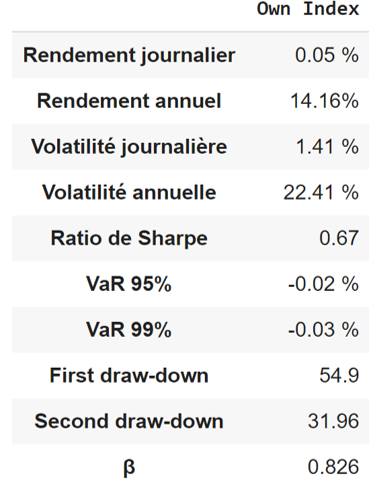 Own Index
Rendement journalier 0.05 %
Rendement annuel 14.16%
Volatilité journalière 1.41 %
Volatilité annuelle 22.41 %
Ratio de Sharpe 0.67
VaR 95% -0.02 %
VaR 99% -0.03 %
First draw-down 54.9
Second draw-down 31.96
β 0.826